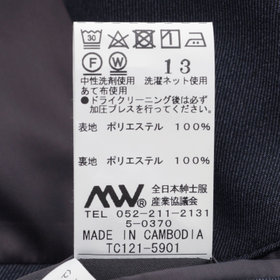 30
F W 13
中性洗剤使用 洗濯ネット使用
あて布使用
●ドライクリーニング後は必ず
加圧プレスを行ってください。
表地 ポリエステル 100%
裏地 ポリエステル 100%
MW 全日本紳士服
産業協議会
TEL 052-211-2131
5-0370
MADE IN CAMBODIA
TC121-5901